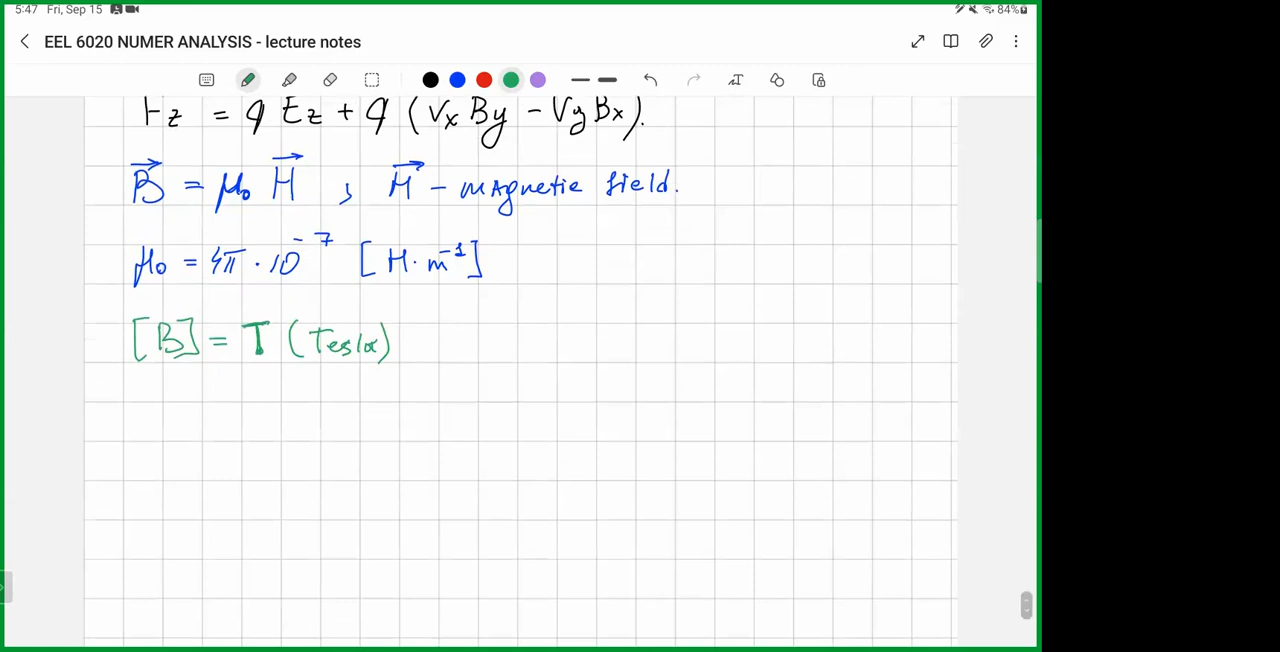 5:47 Fri, Sep 15 84%
EEL 6020 NUMER ANALYSIS - lecture notes
Fz = q Ez + q (Vx By - Vy Bx).
B⃗ = μ₀ H⃗ ; H⃗ - magnetic field.
μ₀ = 4π · 10⁻⁷ [H · m⁻¹]
[B] = T (Tesla)